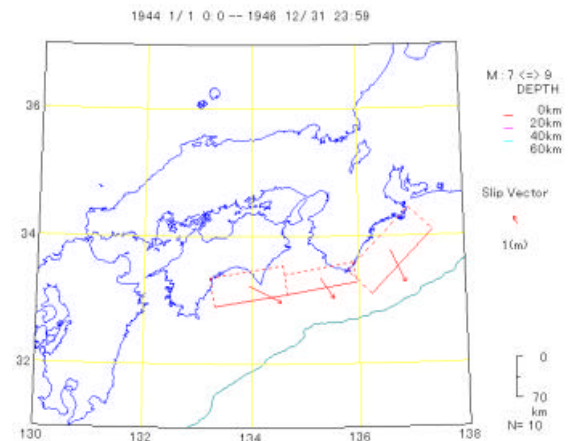 1944 1/ 1 0:0 -- 1946 12/31 23:59
M : 7 <=> 9
DEPTH
0km
20km
40km
60km
Slip Vector
1(m)
36
34
32
130
132
134
136
138
0
70
km
N= 10